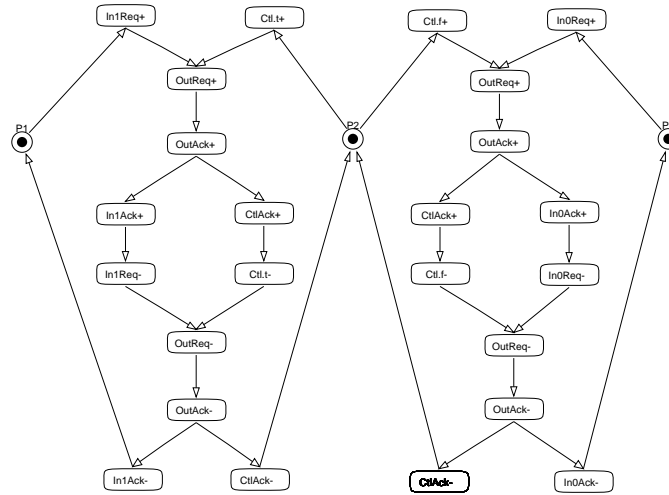 In1Req+ Ctl.t+ Ctl.f+ In0Req+
OutReq+ OutReq+
P1 P2 P
OutAck+ OutAck+
In1Ack+ CtlAck+ CtlAck+ In0Ack+
In1Req- Ctl.t- Ctl.f- In0Req-
OutReq- OutReq-
OutAck- OutAck-
In1Ack- CtlAck- CtlAck- In0Ack-